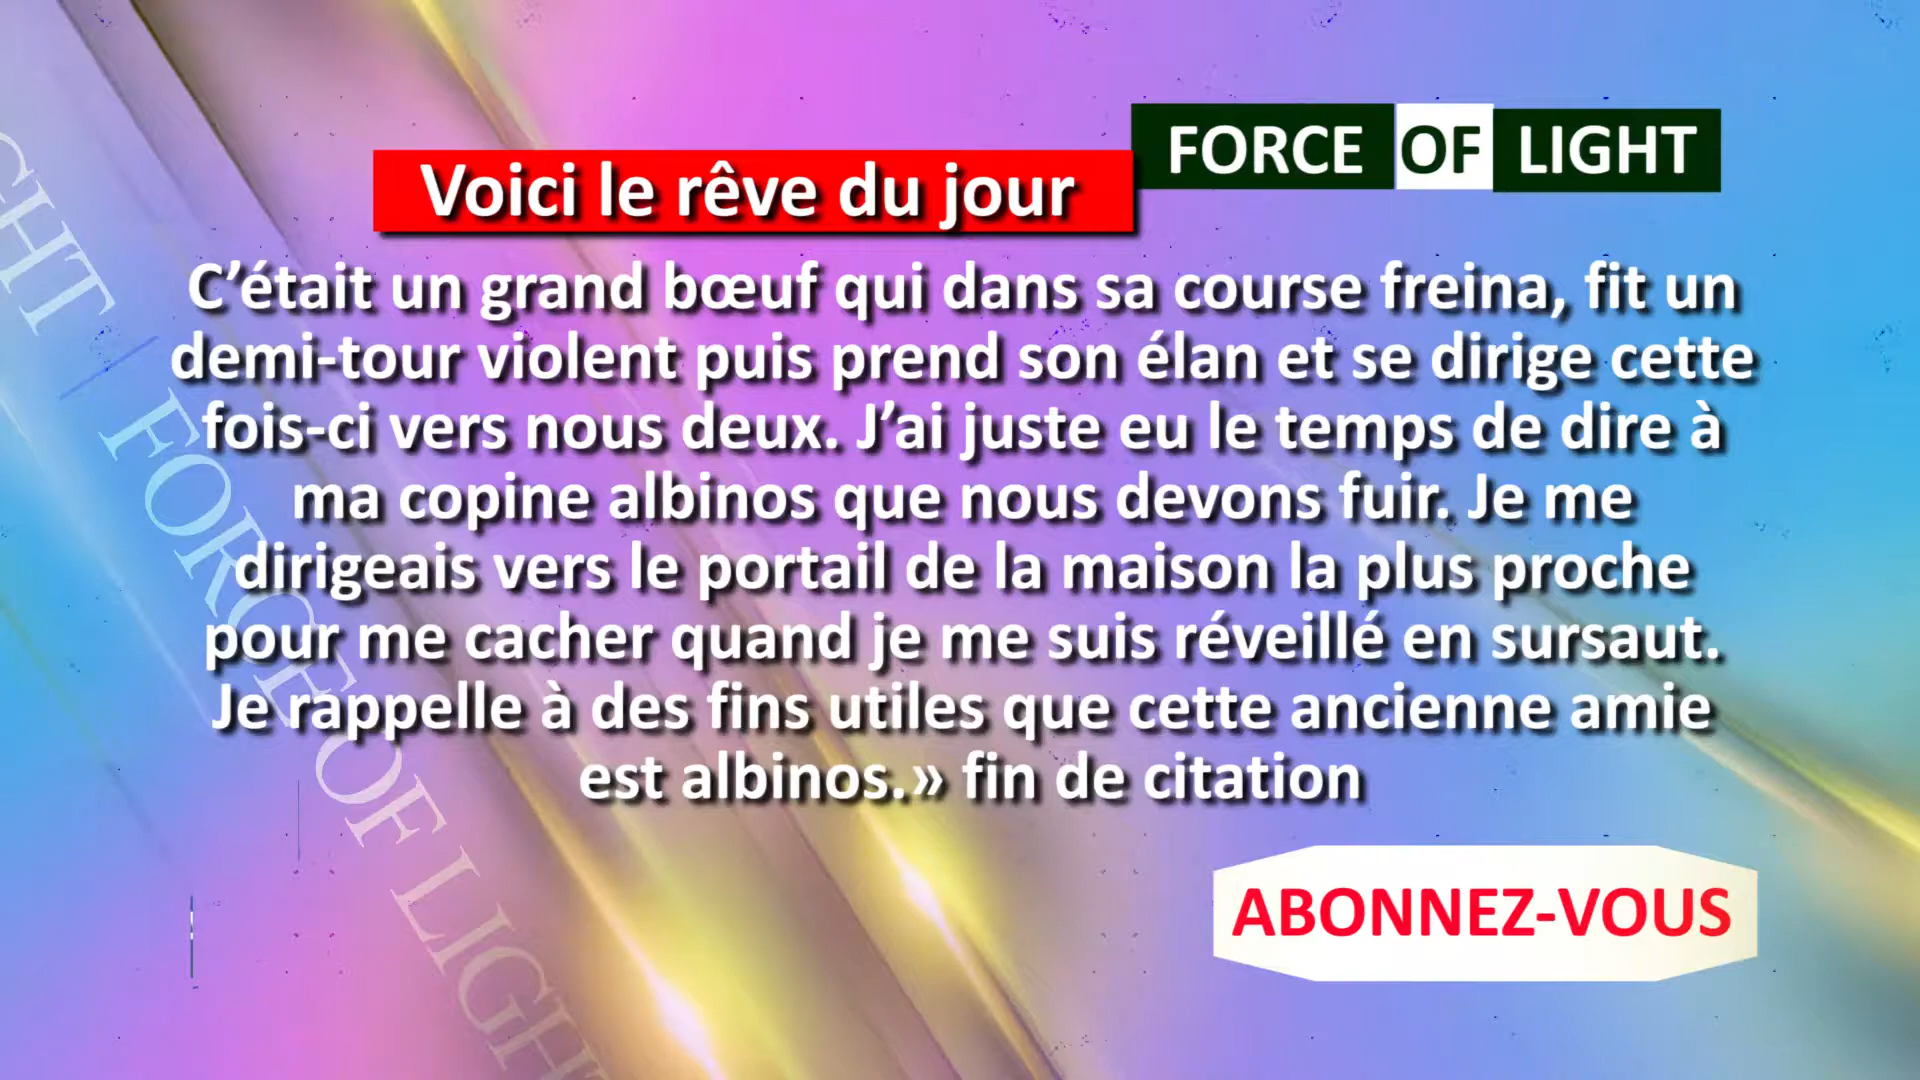 FORCE OF LIGHT
Voici le rêve du jour
C’était un grand bœuf qui dans sa course freina, fit un
demi-tour violent puis prend son élan et se dirige cette
fois-ci vers nous deux. J’ai juste eu le temps de dire à
ma copine albinos que nous devons fuir. Je me
dirigeais vers le portail de la maison la plus proche
pour me cacher quand je me suis réveillé en sursaut.
Je rappelle à des fins utiles que cette ancienne amie
est albinos.» fin de citation
ABONNEZ-VOUS
GHT | FORCE OF LIGHT